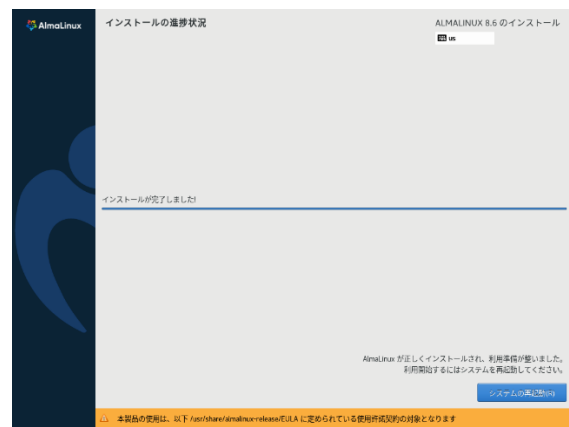 AlmaLinux
インストールの進捗状況
ALMALINUX 8.6 のインストール
us
インストールが完了しました!
AlmaLinux が正しくインストールされ、利用準備が整いました。
利用開始するにはシステムを再起動してください。
システムの再起動(R)
本製品の使用は、以下 /usr/share/almalinux-release/EULA に定められている使用許諾契約の対象となります